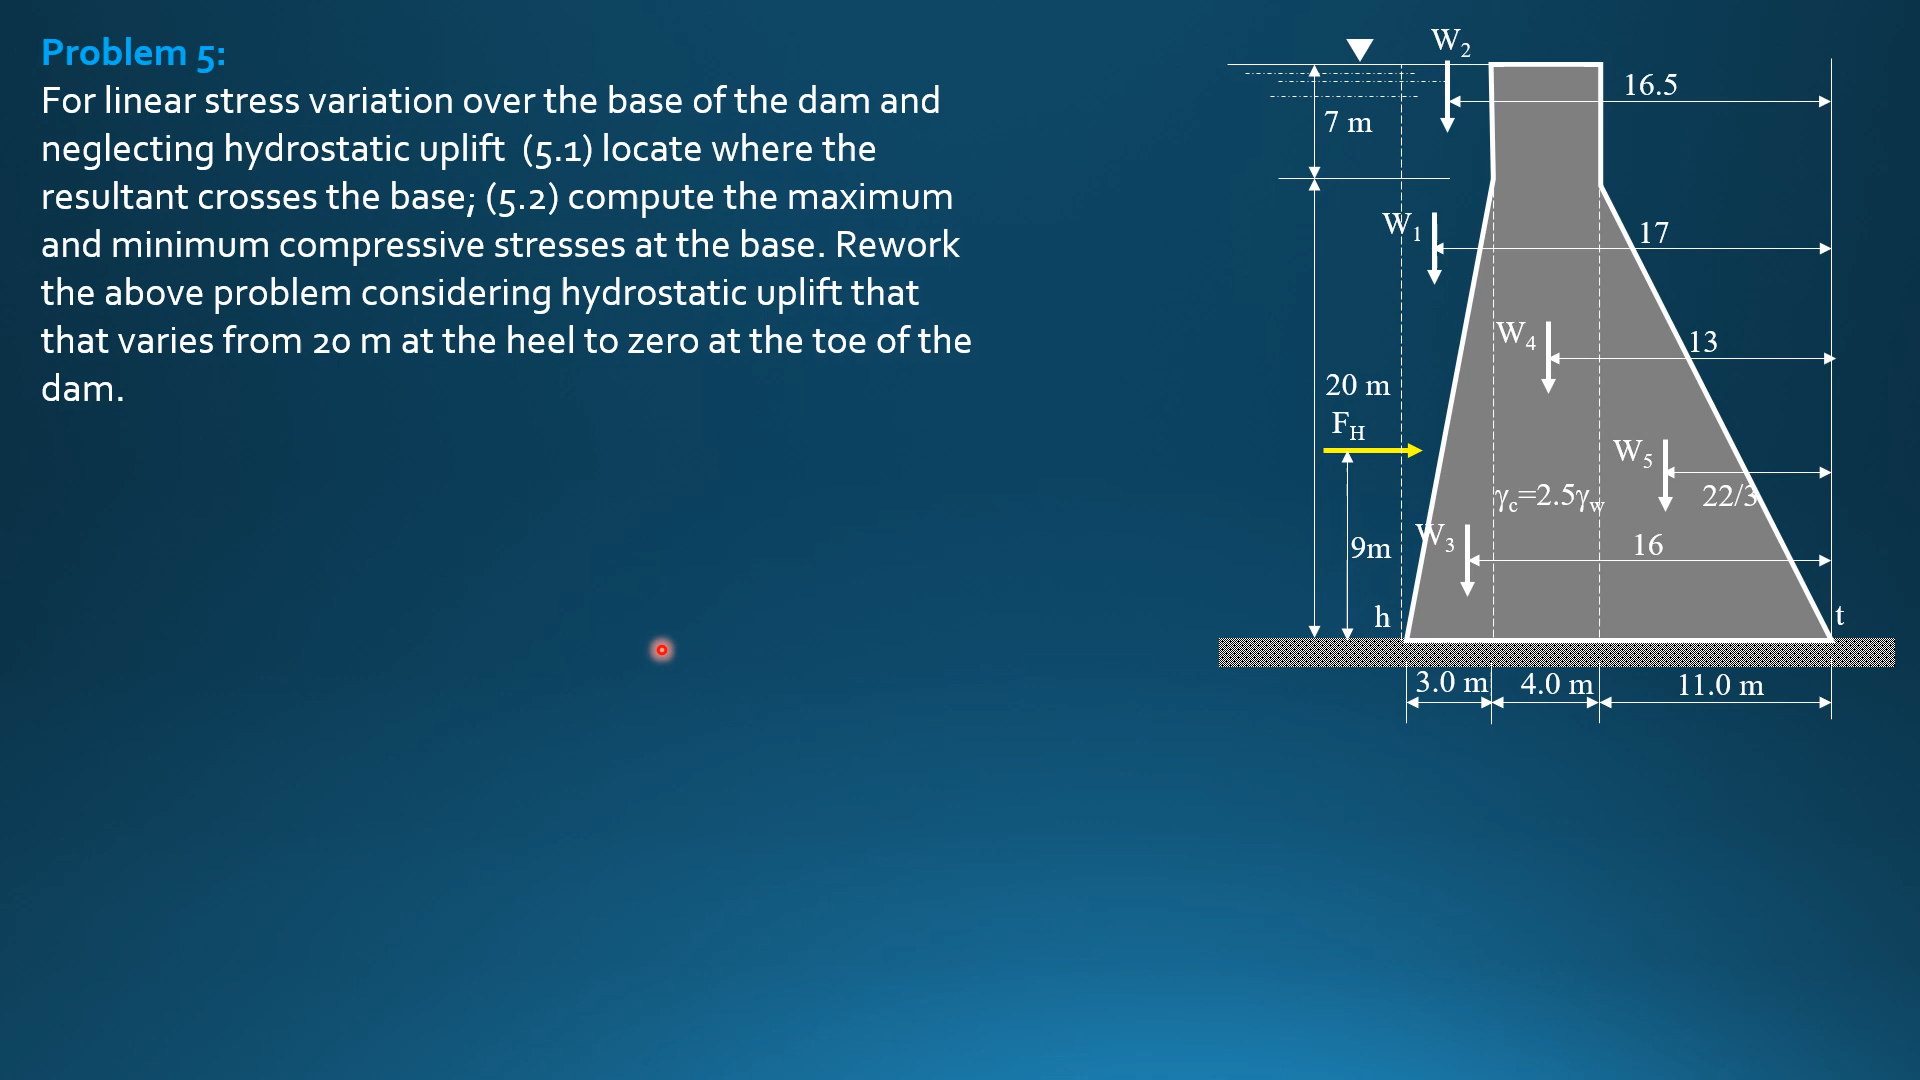 Problem 5:
For linear stress variation over the base of the dam and
neglecting hydrostatic uplift (5.1) locate where the
resultant crosses the base; (5.2) compute the maximum
and minimum compressive stresses at the base. Rework
the above problem considering hydrostatic uplift that
that varies from 20 m at the heel to zero at the toe of the
dam.
W2
16.5
7 m
W1
17
W4
13
20 m
FH
W5
22/3
γc=2.5γw
W3
9m
16
h
t
3.0 m
4.0 m
11.0 m